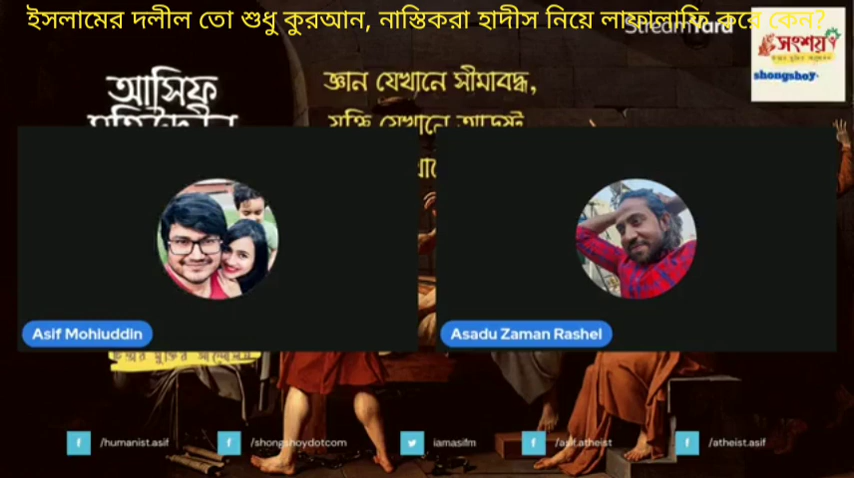 ইসলামের দলীল তো শুধু কুরআন, নাস্তিকরা হাদীস নিয়ে লাফালাফি করে কেন?
StreamYard
সংশয়
shongshoy
আসিফ
জ্ঞান যেখানে সীমাবদ্ধ,
Asif Mohiuddin
Asadu Zaman Rashel
/humanist.asif
/shongshoydotcom
iamasifm
/asif.atheist
/atheist.asif